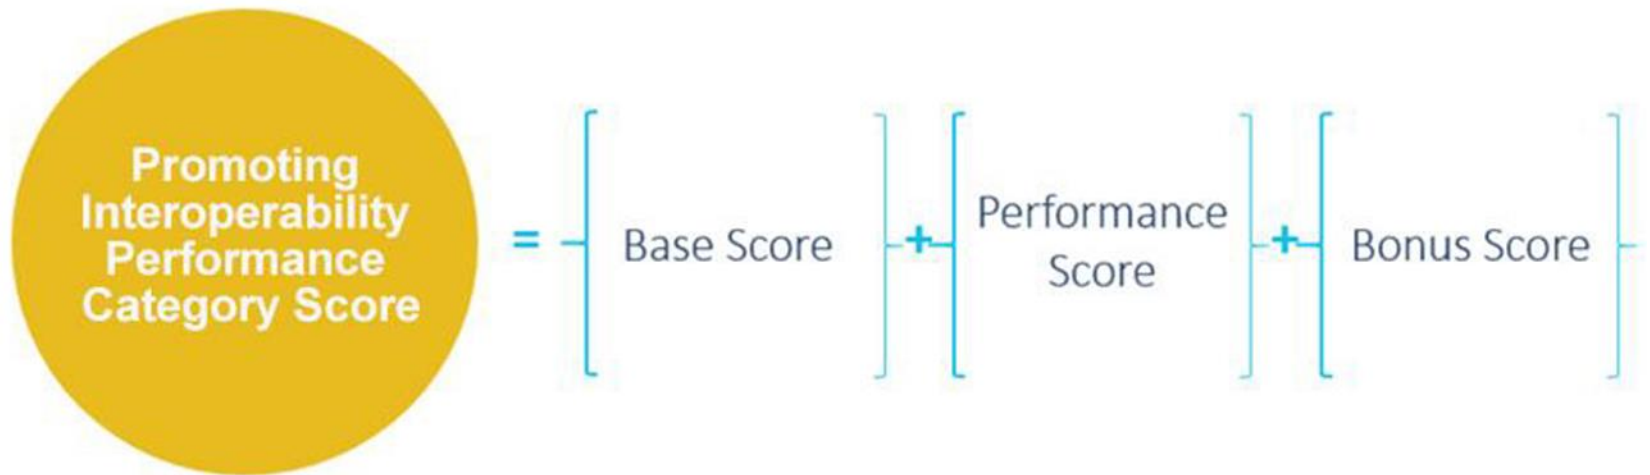 Promoting
Interoperability
Performance
Category Score
= Base Score + Performance Score + Bonus Score